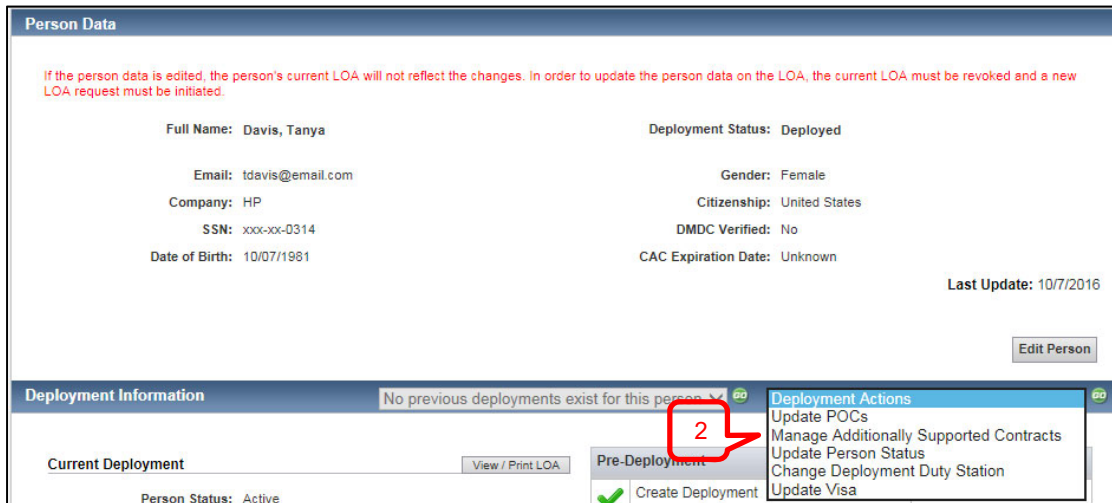 Person Data
If the person data is edited, the person's current LOA will not reflect the changes. In order to update the person data on the LOA, the current LOA must be revoked and a new
LOA request must be initiated.
Full Name: Davis, Tanya Deployment Status: Deployed
Email: tdavis@email.com Gender: Female
Company: HP Citizenship: United States
SSN: xxx-xx-0314 DMDC Verified: No
Date of Birth: 10/07/1981 CAC Expiration Date: Unknown
Last Update: 10/7/2016
Edit Person
Deployment Information No previous deployments exist for this person GO Deployment Actions GO
Update POCs
2 Manage Additionally Supported Contracts
Update Person Status
Change Deployment Duty Station
Update Visa
Current Deployment View / Print LOA Pre-Deployment
Person Status: Active Create Deployment